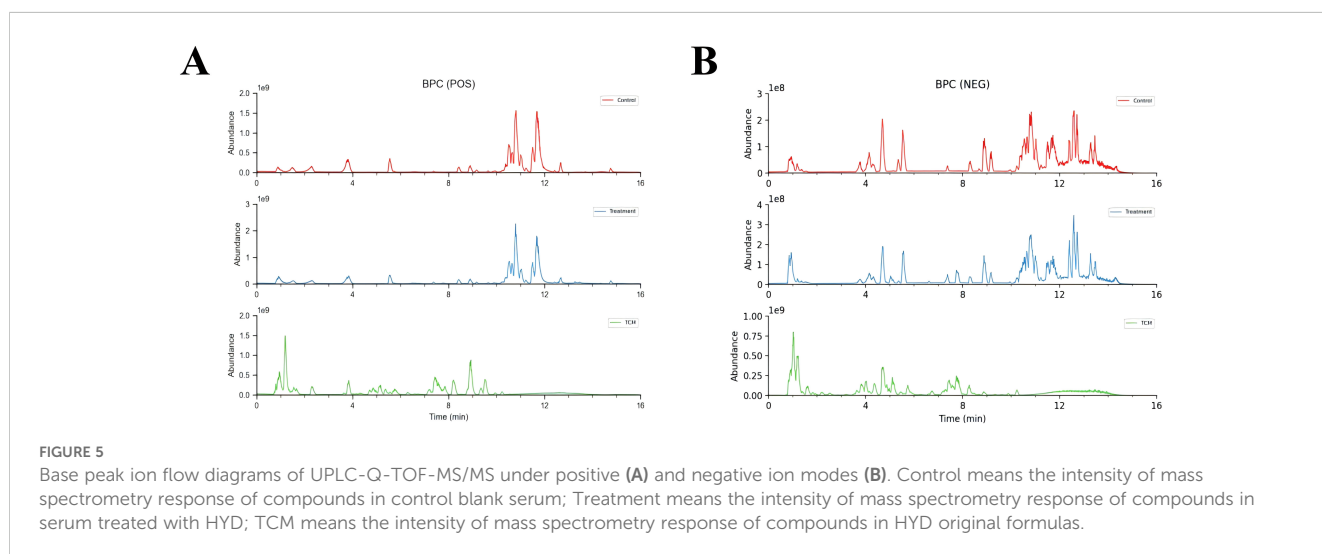 A
BPC (POS)
1e9
2.0
1.5
1.0
0.5
0.0
Abundance
Control
0 4 8 12 16
1e9
3
2
1
0
Abundance
Treatment
0 4 8 12 16
1e9
2.0
1.5
1.0
0.5
0.0
Abundance
TCM
0 4 8 12 16
Time (min)
B
BPC (NEG)
1e8
3
2
1
0
Abundance
Control
0 4 8 12 16
1e8
4
3
2
1
0
Abundance
Treatment
0 4 8 12 16
1e9
1.00
0.75
0.50
0.25
0.00
Abundance
TCM
0 4 8 12 16
Time (min)
FIGURE 5
Base peak ion flow diagrams of UPLC-Q-TOF-MS/MS under positive (A) and negative ion modes (B). Control means the intensity of mass
spectrometry response of compounds in control blank serum; Treatment means the intensity of mass spectrometry response of compounds in
serum treated with HYD; TCM means the intensity of mass spectrometry response of compounds in HYD original formulas.